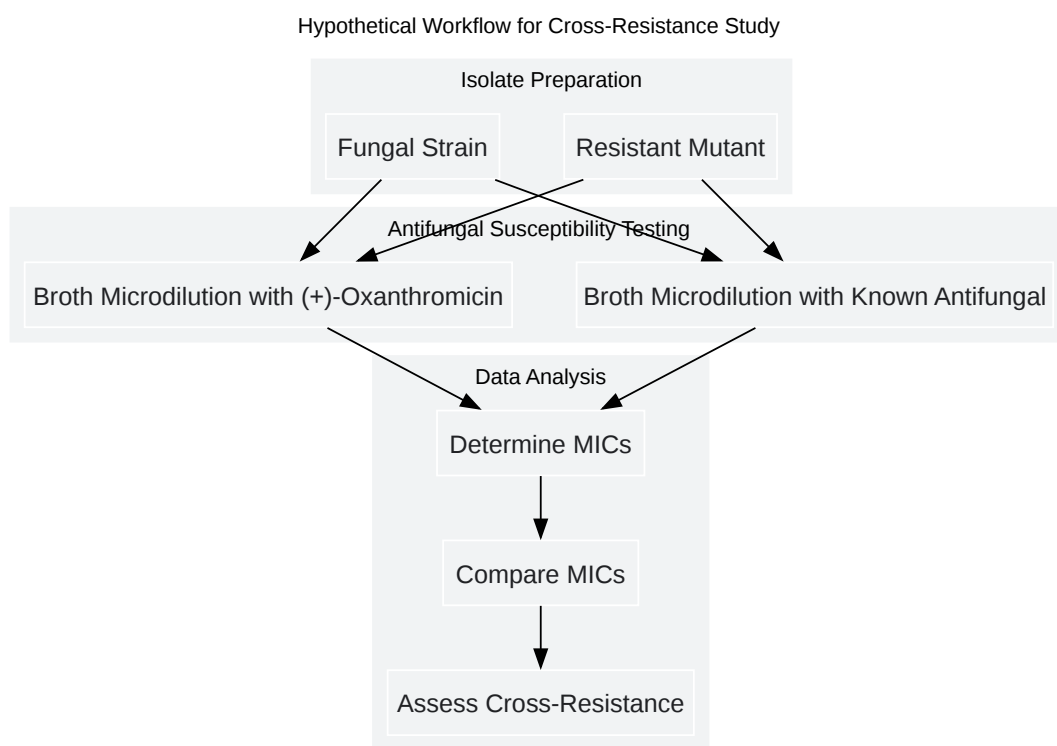 Hypothetical Workflow for Cross-Resistance Study
Isolate Preparation
Fungal Strain
Resistant Mutant
Antifungal Susceptibility Testing
Broth Microdilution with (+)-Oxanthromicin
Broth Microdilution with Known Antifungal
Data Analysis
Determine MICs
Compare MICs
Assess Cross-Resistance